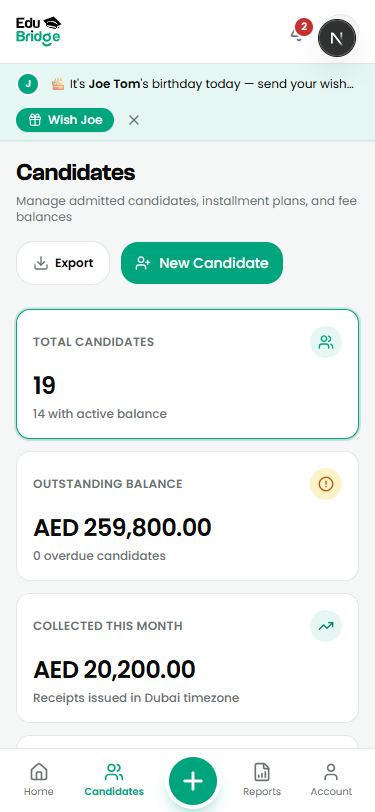 Edu
Bridge
2
N
J
🎂 It's Joe Tom's birthday today — send your wish...
Wish Joe
Candidates
Manage admitted candidates, installment plans, and fee
balances
Export
New Candidate
TOTAL CANDIDATES
19
14 with active balance
OUTSTANDING BALANCE
AED 259,800.00
0 overdue candidates
COLLECTED THIS MONTH
AED 20,200.00
Receipts issued in Dubai timezone
Home
Candidates
Reports
Account